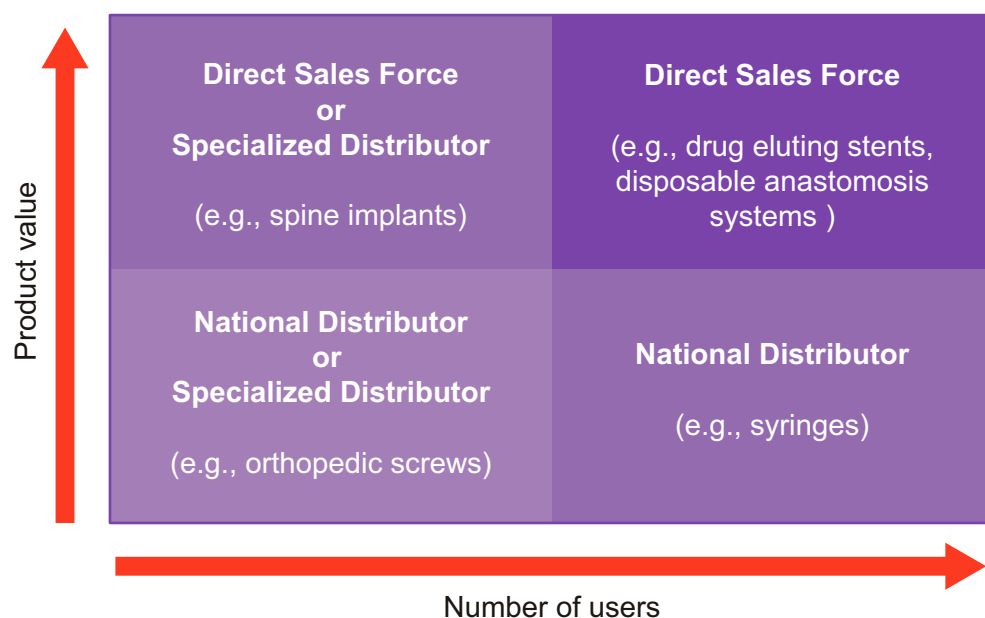 Product value
Direct Sales Force
or
Specialized Distributor
(e.g., spine implants)
Direct Sales Force
(e.g., drug eluting stents,
disposable anastomosis
systems )
National Distributor
or
Specialized Distributor
(e.g., orthopedic screws)
National Distributor
(e.g., syringes)
Number of users